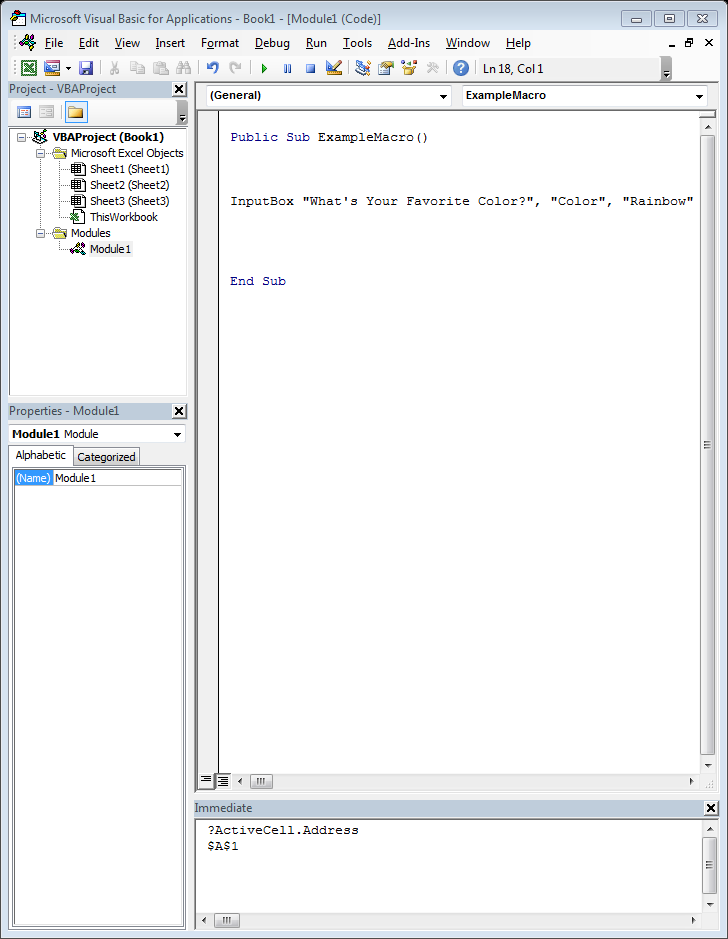 Microsoft Visual Basic for Applications - Book1 - [Module1 (Code)]
File Edit View Insert Format Debug Run Tools Add-Ins Window Help
Ln 18, Col 1
Project - VBAProject
VBAProject (Book1)
Microsoft Excel Objects
Sheet1 (Sheet1)
Sheet2 (Sheet2)
Sheet3 (Sheet3)
ThisWorkbook
Modules
Module1
Properties - Module1
Module1 Module
Alphabetic Categorized
(Name) Module1
(General) ExampleMacro
Public Sub ExampleMacro()
InputBox "What's Your Favorite Color?", "Color", "Rainbow"
End Sub
Immediate
?ActiveCell.Address
$A$1